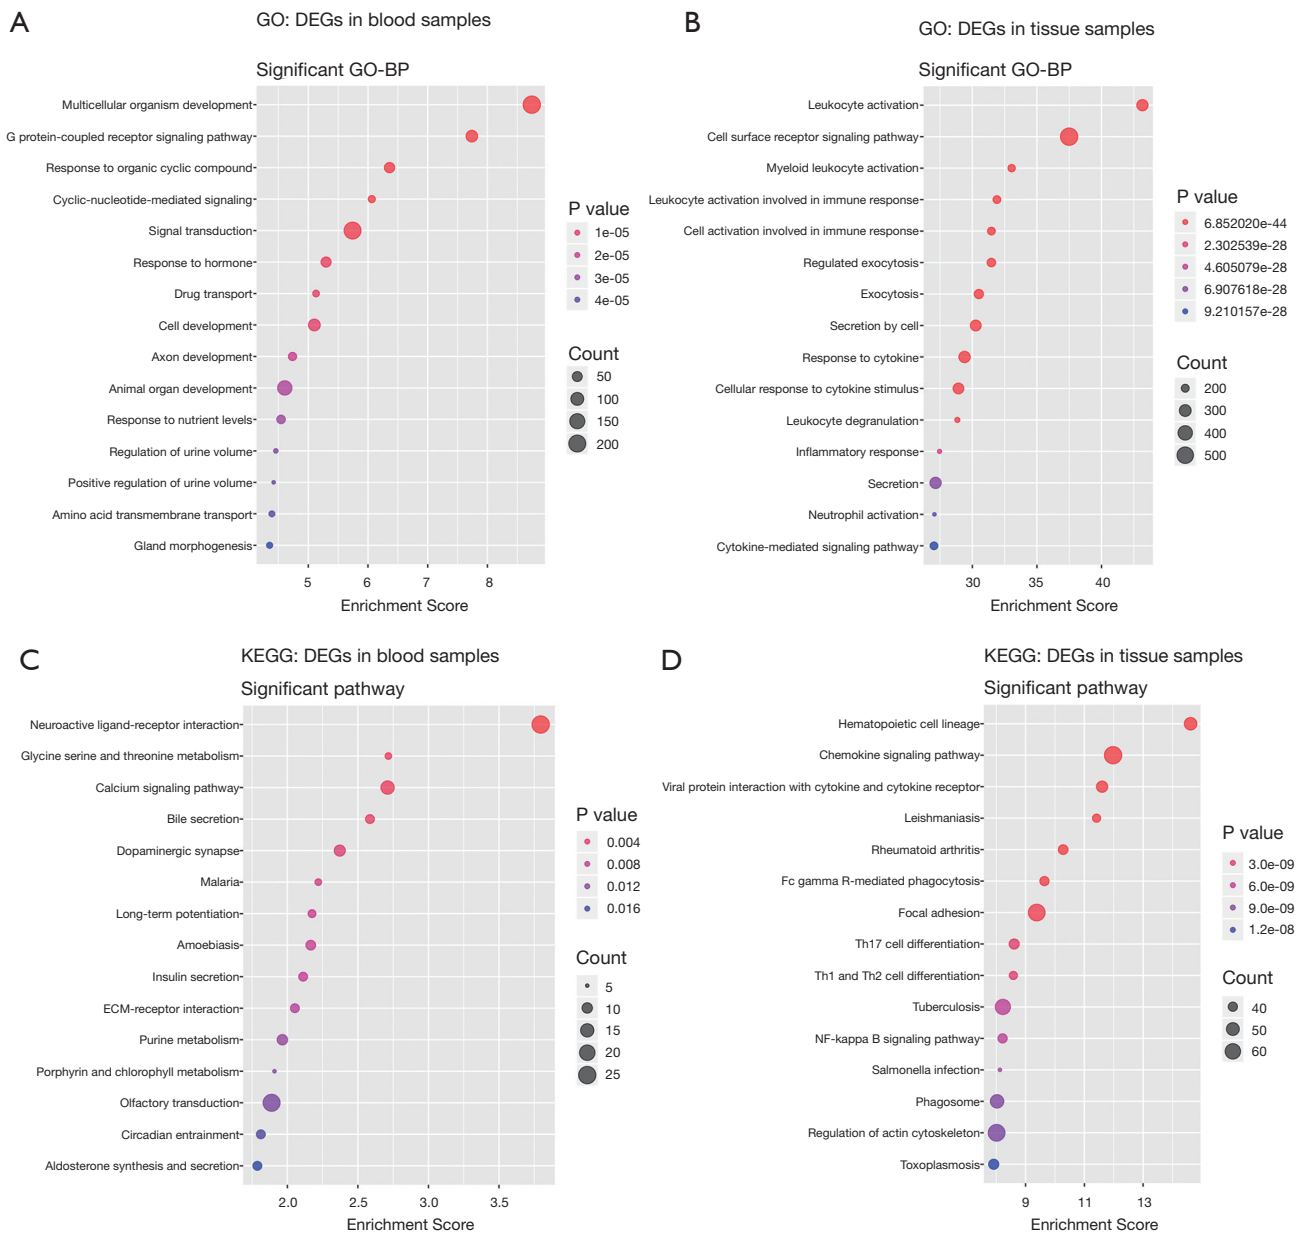 A
GO: DEGs in blood samples
Significant GO-BP
Multicellular organism development
G protein-coupled receptor signaling pathway
Response to organic cyclic compound
Cyclic-nucleotide-mediated signaling
Signal transduction
Response to hormone
Drug transport
Cell development
Axon development
Animal organ development
Response to nutrient levels
Regulation of urine volume
Positive regulation of urine volume
Amino acid transmembrane transport
Gland morphogenesis
5 6 7 8
Enrichment Score
P value
1e-05
2e-05
3e-05
4e-05
Count
50
100
150
200
B
GO: DEGs in tissue samples
Significant GO-BP
Leukocyte activation
Cell surface receptor signaling pathway
Myeloid leukocyte activation
Leukocyte activation involved in immune response
Cell activation involved in immune response
Regulated exocytosis
Exocytosis
Secretion by cell
Response to cytokine
Cellular response to cytokine stimulus
Leukocyte degranulation
Inflammatory response
Secretion
Neutrophil activation
Cytokine-mediated signaling pathway
30 35 40
Enrichment Score
P value
6.852020e-44
2.302539e-28
4.605079e-28
6.907618e-28
9.210157e-28
Count
200
300
400
500
C
KEGG: DEGs in blood samples
Significant pathway
Neuroactive ligand-receptor interaction
Glycine serine and threonine metabolism
Calcium signaling pathway
Bile secretion
Dopaminergic synapse
Malaria
Long-term potentiation
Amoebiasis
Insulin secretion
ECM-receptor interaction
Purine metabolism
Porphyrin and chlorophyll metabolism
Olfactory transduction
Circadian entrainment
Aldosterone synthesis and secretion
2.0 2.5 3.0 3.5
Enrichment Score
P value
0.004
0.008
0.012
0.016
Count
5
10
15
20
25
D
KEGG: DEGs in tissue samples
Significant pathway
Hematopoietic cell lineage
Chemokine signaling pathway
Viral protein interaction with cytokine and cytokine receptor
Leishmaniasis
Rheumatoid arthritis
Fc gamma R-mediated phagocytosis
Focal adhesion
Th17 cell differentiation
Th1 and Th2 cell differentiation
Tuberculosis
NF-kappa B signaling pathway
Salmonella infection
Phagosome
Regulation of actin cytoskeleton
Toxoplasmosis
9 11 13
Enrichment Score
P value
3.0e-09
6.0e-09
9.0e-09
1.2e-08
Count
40
50
60